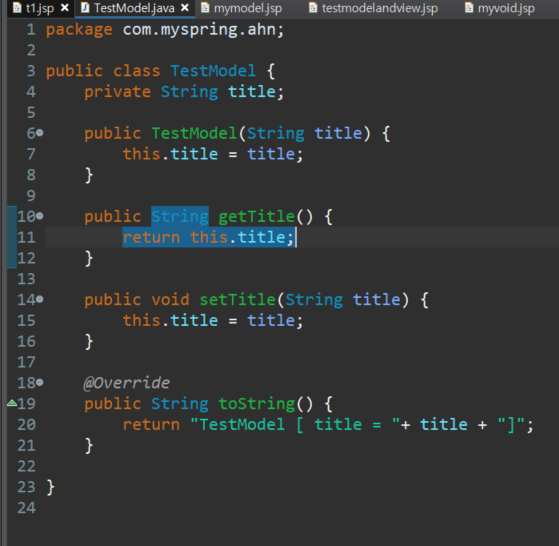 t1.jsp TestModel.java mymodel.jsp testmodelandview.jsp myvoid.jsp
1 package com.myspring.ahn;
2
3 public class TestModel {
4     private String title;
5
6     public TestModel(String title) {
7         this.title = title;
8     }
9
10     public String getTitle() {
11         return this.title;
12     }
13
14     public void setTitle(String title) {
15         this.title = title;
16     }
17
18     @Override
19     public String toString() {
20         return "TestModel [ title = "+ title + "]";
21     }
22
23 }
24